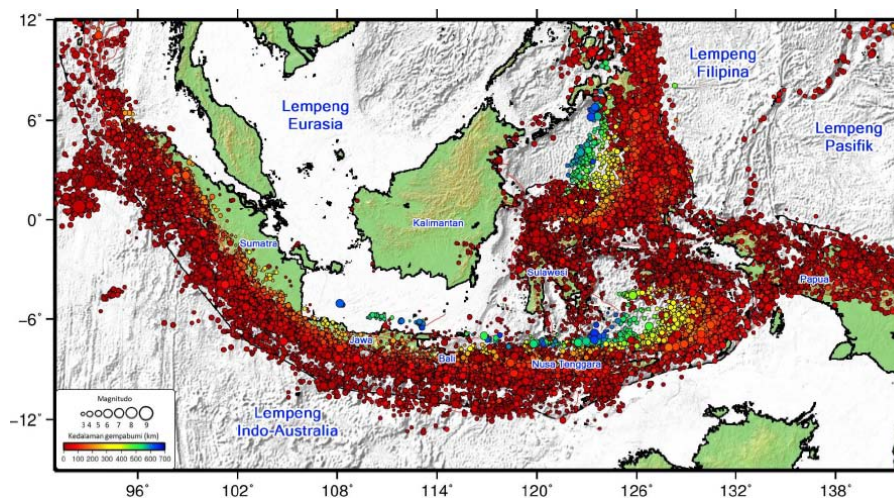 12°
6°
0°
−6°
−12°
Lempeng
Eurasia
Lempeng
Filipina
Lempeng
Pasifik
Kalimantan
Sumatra
Sulawesi
Papua
Jawa
Bali
Nusa Tenggara
Lempeng
Indo-Australia
Magnitudo
3 4 5 6 7 8 9
Kedalaman gempabumi (km)
0 100 200 300 400 500 600 700
96° 102° 108° 114° 120° 126° 132° 138°